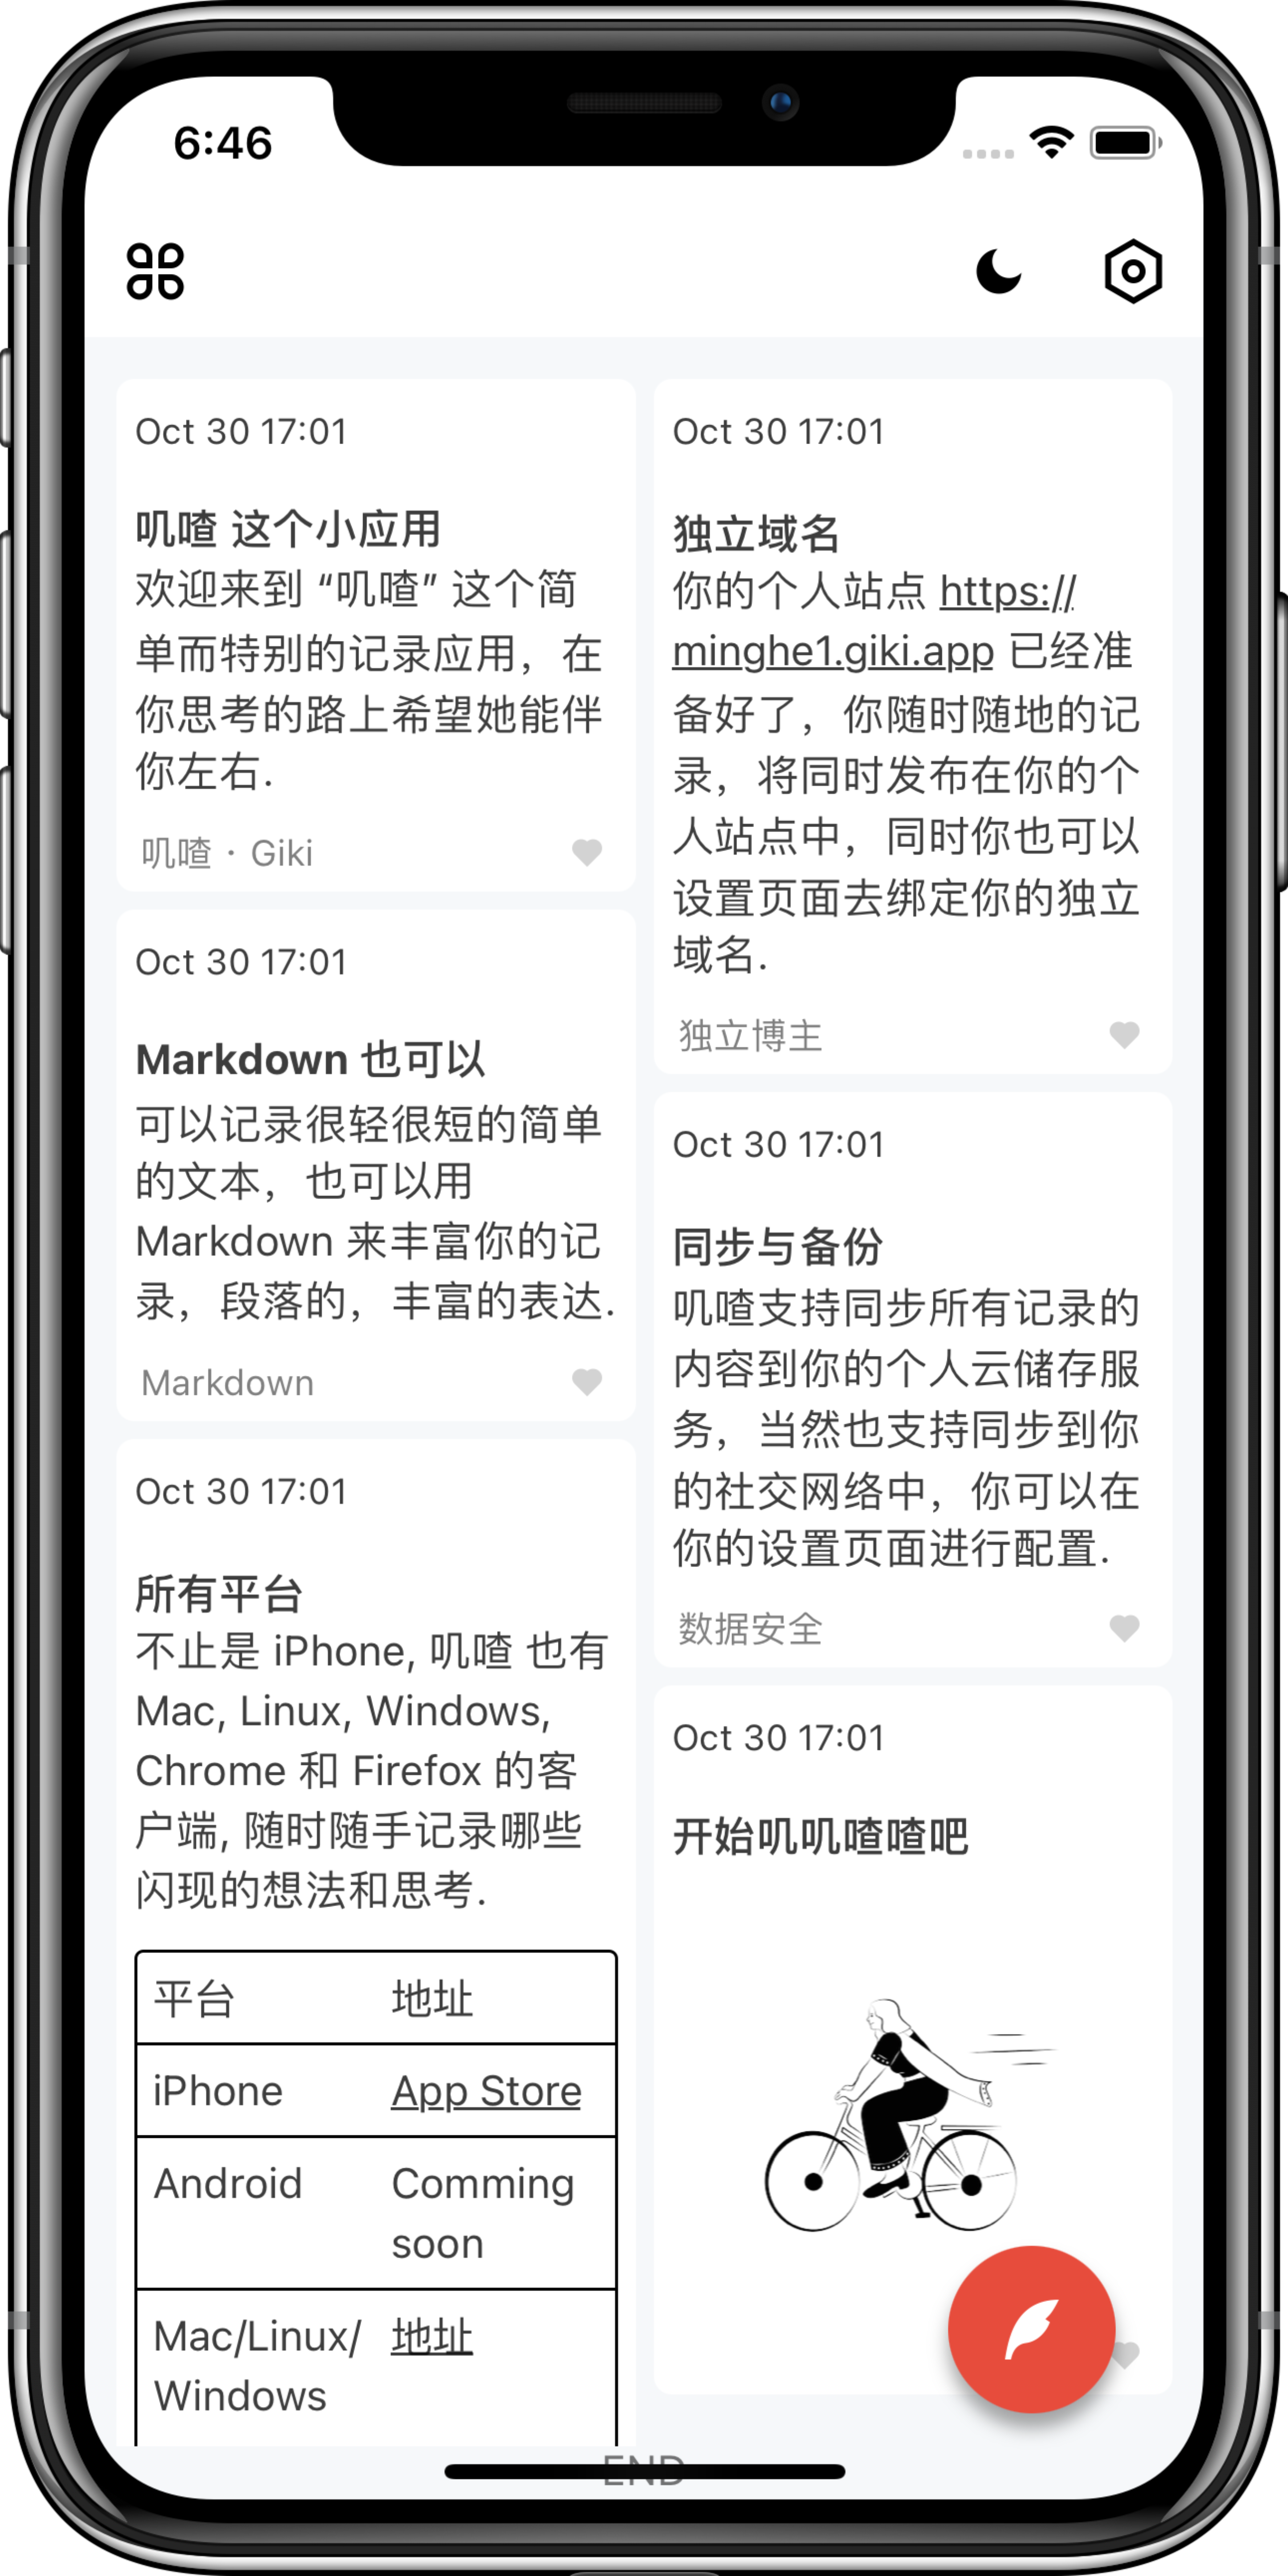 6:46
Oct 30 17:01
叽喳 这个小应用
欢迎来到 “叽喳” 这个简
单而特别的记录应用，在
你思考的路上希望她能伴
你左右.
叽喳 · Giki
Oct 30 17:01
Markdown 也可以
可以记录很轻很短的简单
的文本，也可以用
Markdown 来丰富你的记
录，段落的，丰富的表达.
Markdown
Oct 30 17:01
所有平台
不止是 iPhone, 叽喳 也有
Mac, Linux, Windows,
Chrome 和 Firefox 的客
户端, 随时随手记录哪些
闪现的想法和思考.
平台 地址
iPhone App Store
Android Comming
soon
Mac/Linux/ 地址
Windows
Oct 30 17:01
独立域名
你的个人站点 https://
minghe1.giki.app 已经准
备好了，你随时随地的记
录，将同时发布在你的个
人站点中，同时你也可以
设置页面去绑定你的独立
域名.
独立博主
Oct 30 17:01
同步与备份
叽喳支持同步所有记录的
内容到你的个人云储存服
务，当然也支持同步到你
的社交网络中，你可以在
你的设置页面进行配置.
数据安全
Oct 30 17:01
开始叽叽喳喳吧
END